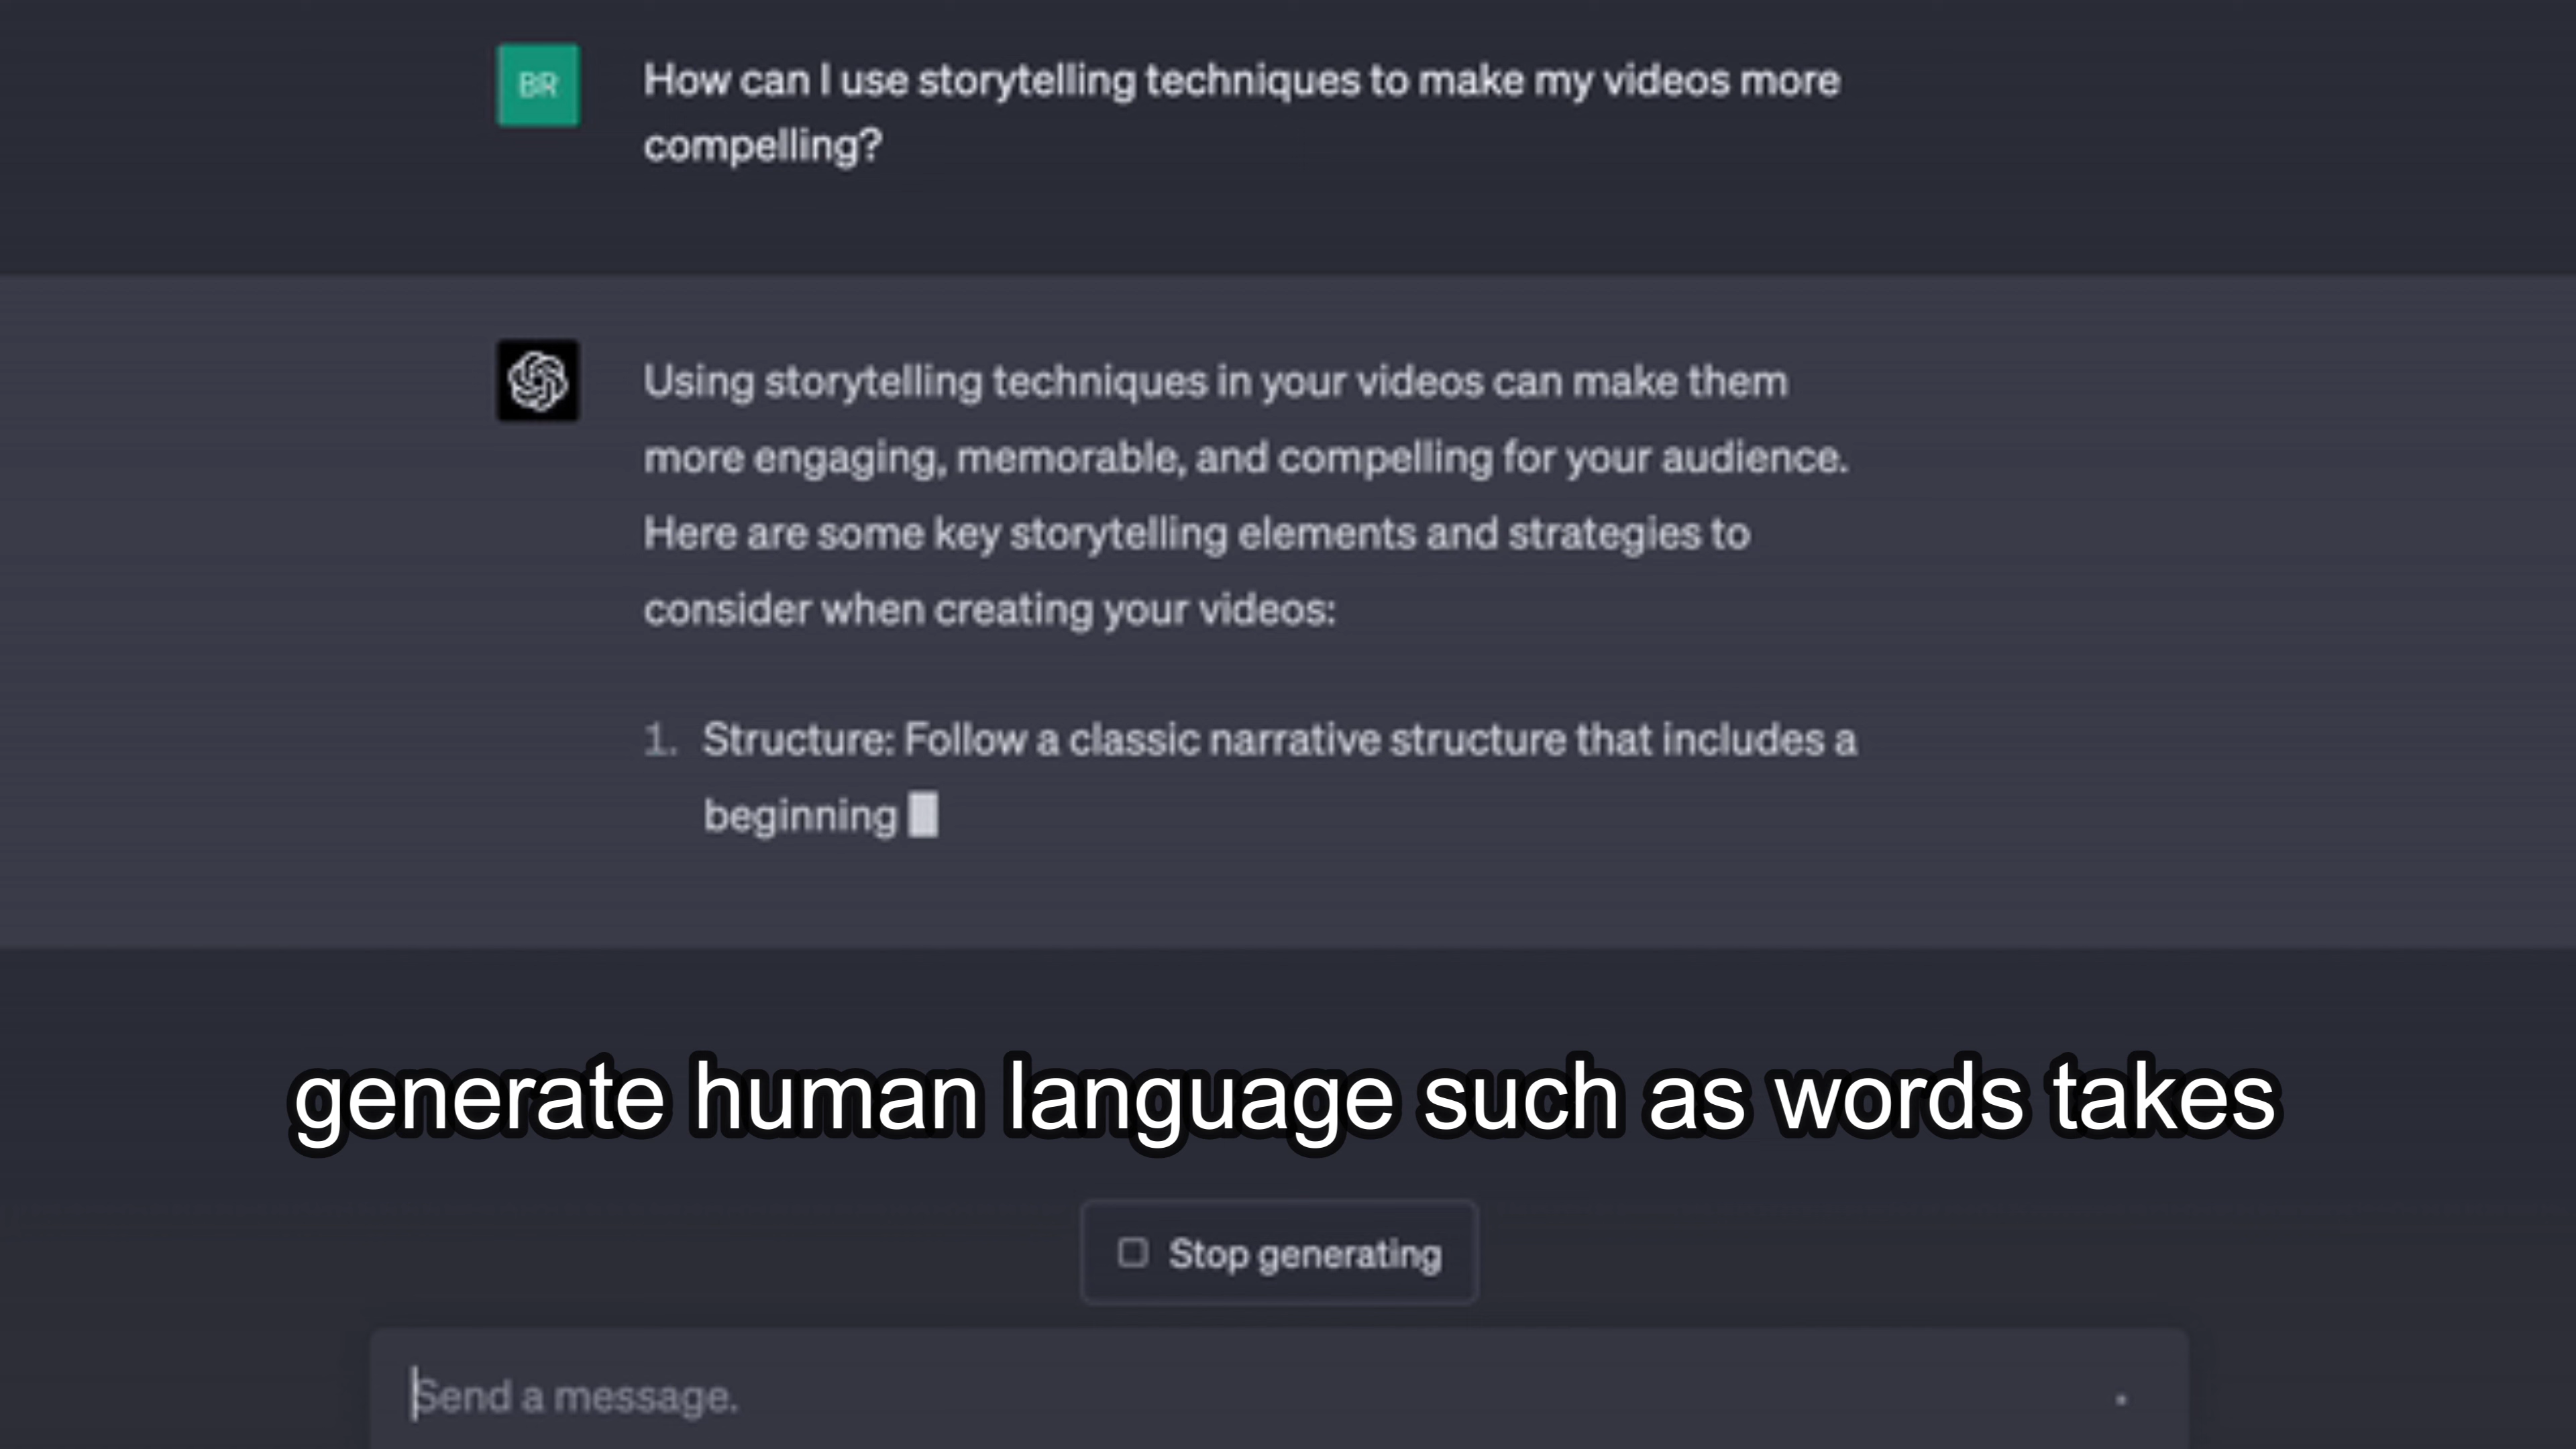 BR
How can I use storytelling techniques to make my videos more
compelling?
Using storytelling techniques in your videos can make them
more engaging, memorable, and compelling for your audience.
Here are some key storytelling elements and strategies to
consider when creating your videos:
1. Structure: Follow a classic narrative structure that includes a
beginning
generate human language such as words takes
Stop generating
Send a message.